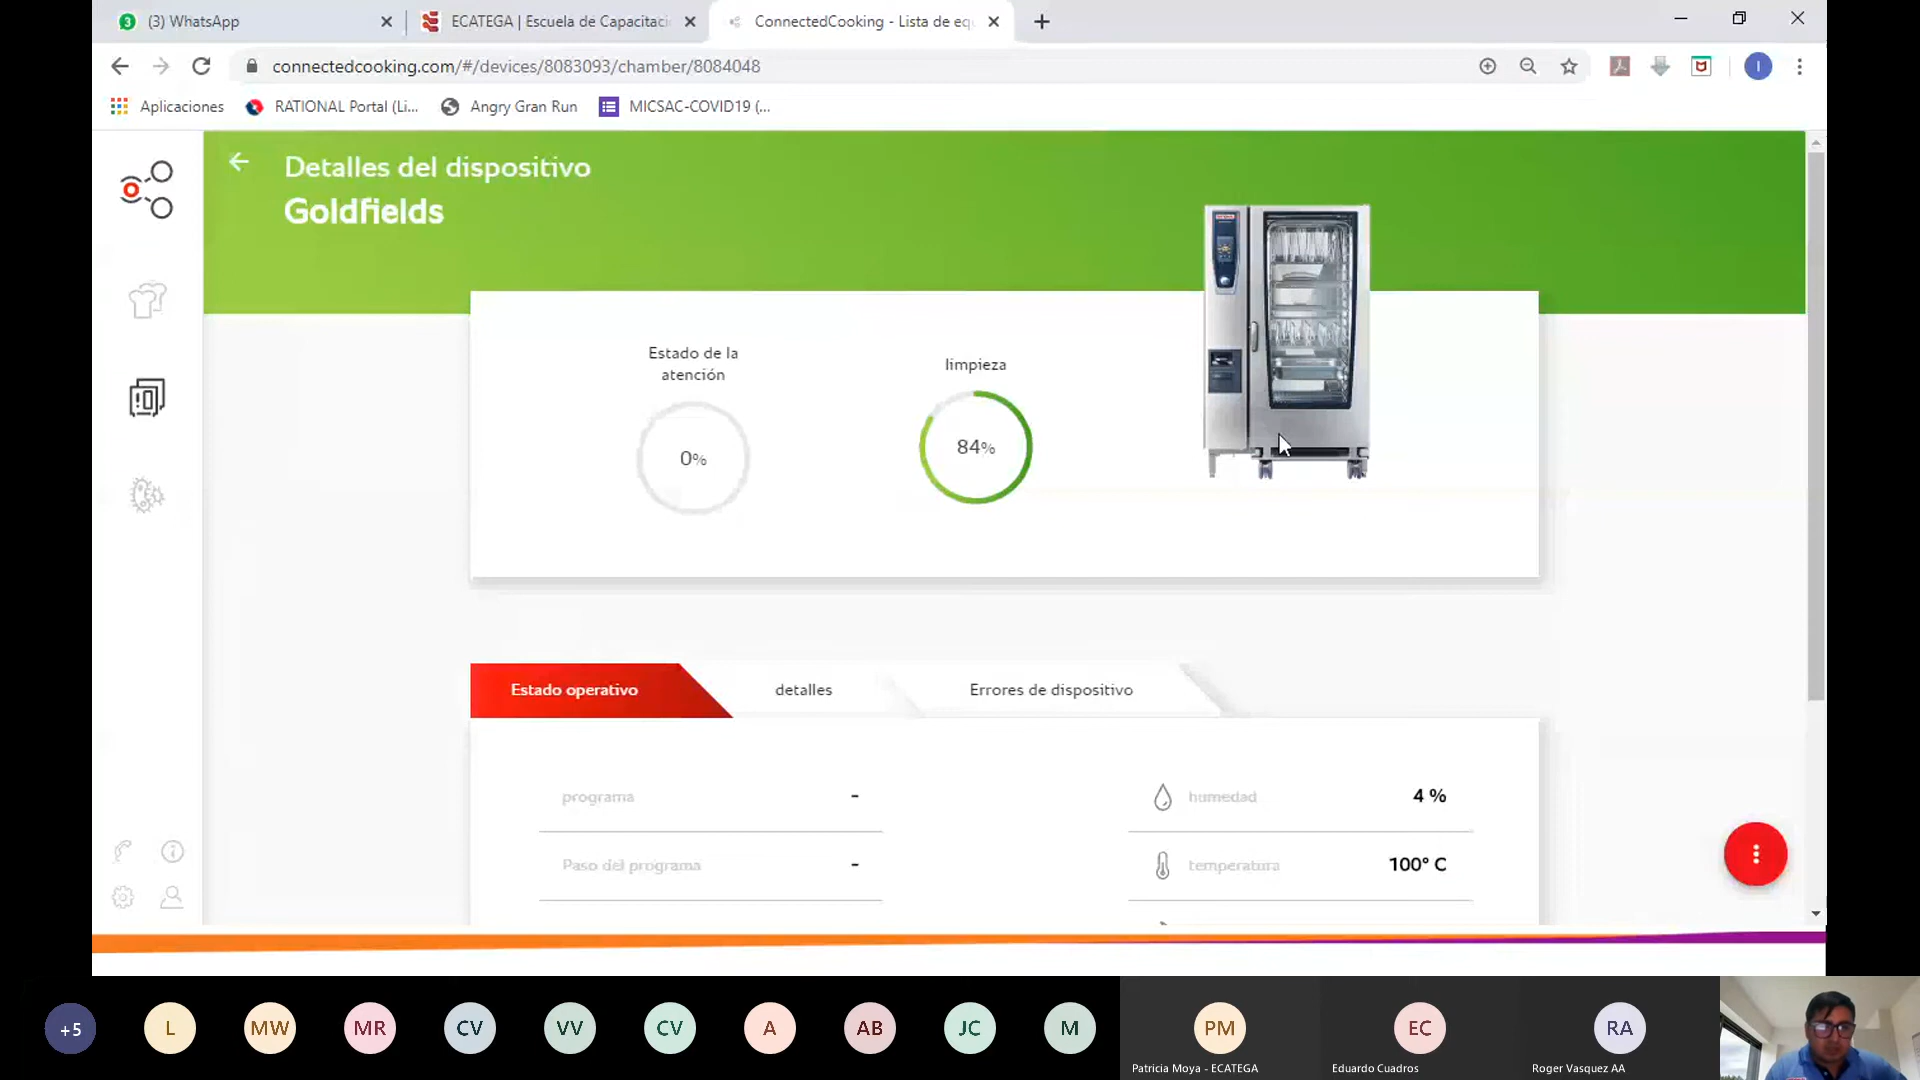 3
(3) WhatsApp
ECATEGA | Escuela de Capacitaci
ConnectedCooking - Lista de eq
connectedcooking.com/#/devices/8083093/chamber/8084048
I
Aplicaciones
RATIONAL Portal (Li...
Angry Gran Run
MICSAC-COVID19 (...
Detalles del dispositivo
Goldfields
Estado de la
atención
0%
limpieza
84%
Estado operativo
detalles
Errores de dispositivo
programa
-
humedad
4 %
Paso del programa
-
temperatura
100° C
+5
L
MW
MR
CV
VV
CV
A
AB
JC
M
PM
EC
RA
Patricia Moya - ECATEGA
Eduardo Cuadros
Roger Vasquez AA